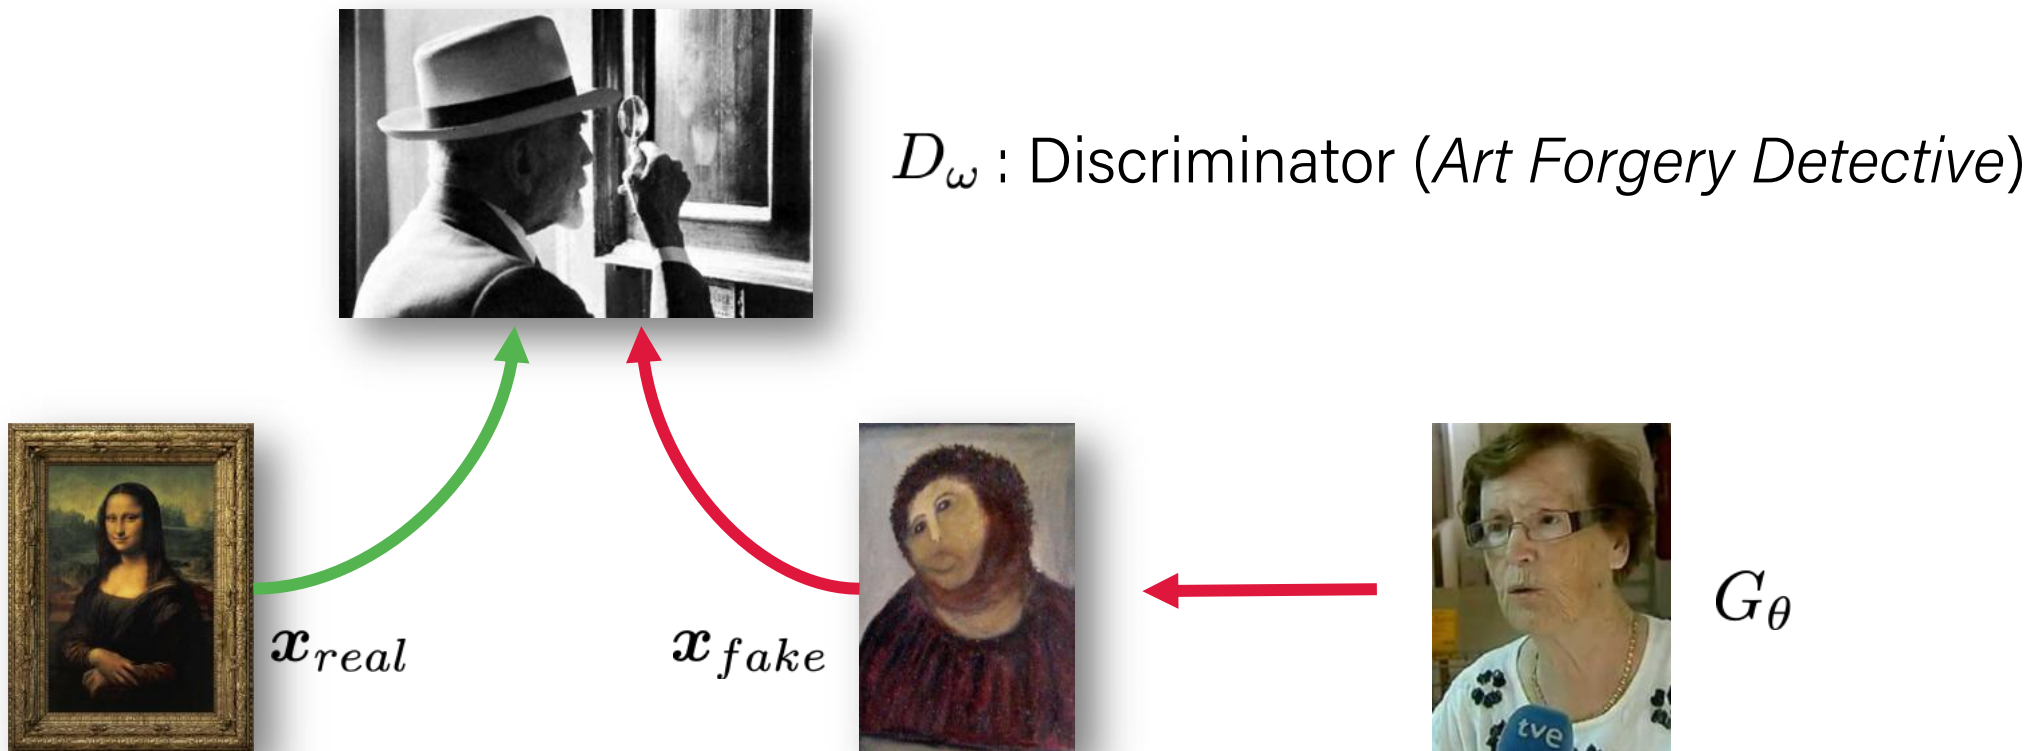 D_ω : Discriminator (Art Forgery Detective)
x_real
x_fake
G_θ
tve